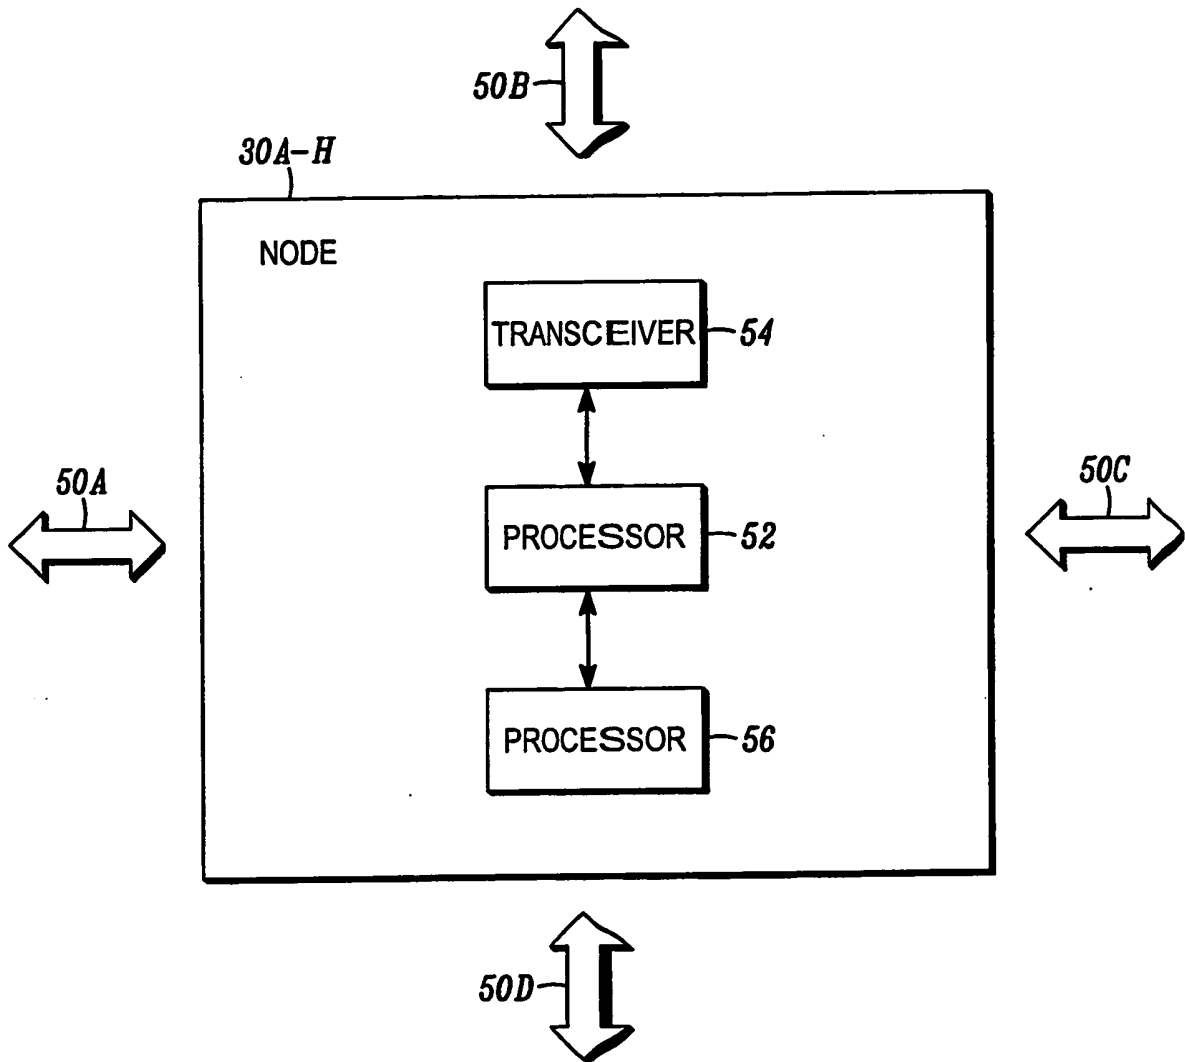 50B
30A-H
NODE
TRANSCEIVER
54
50A
50C
PROCESSOR
52
PROCESSOR
56
50D